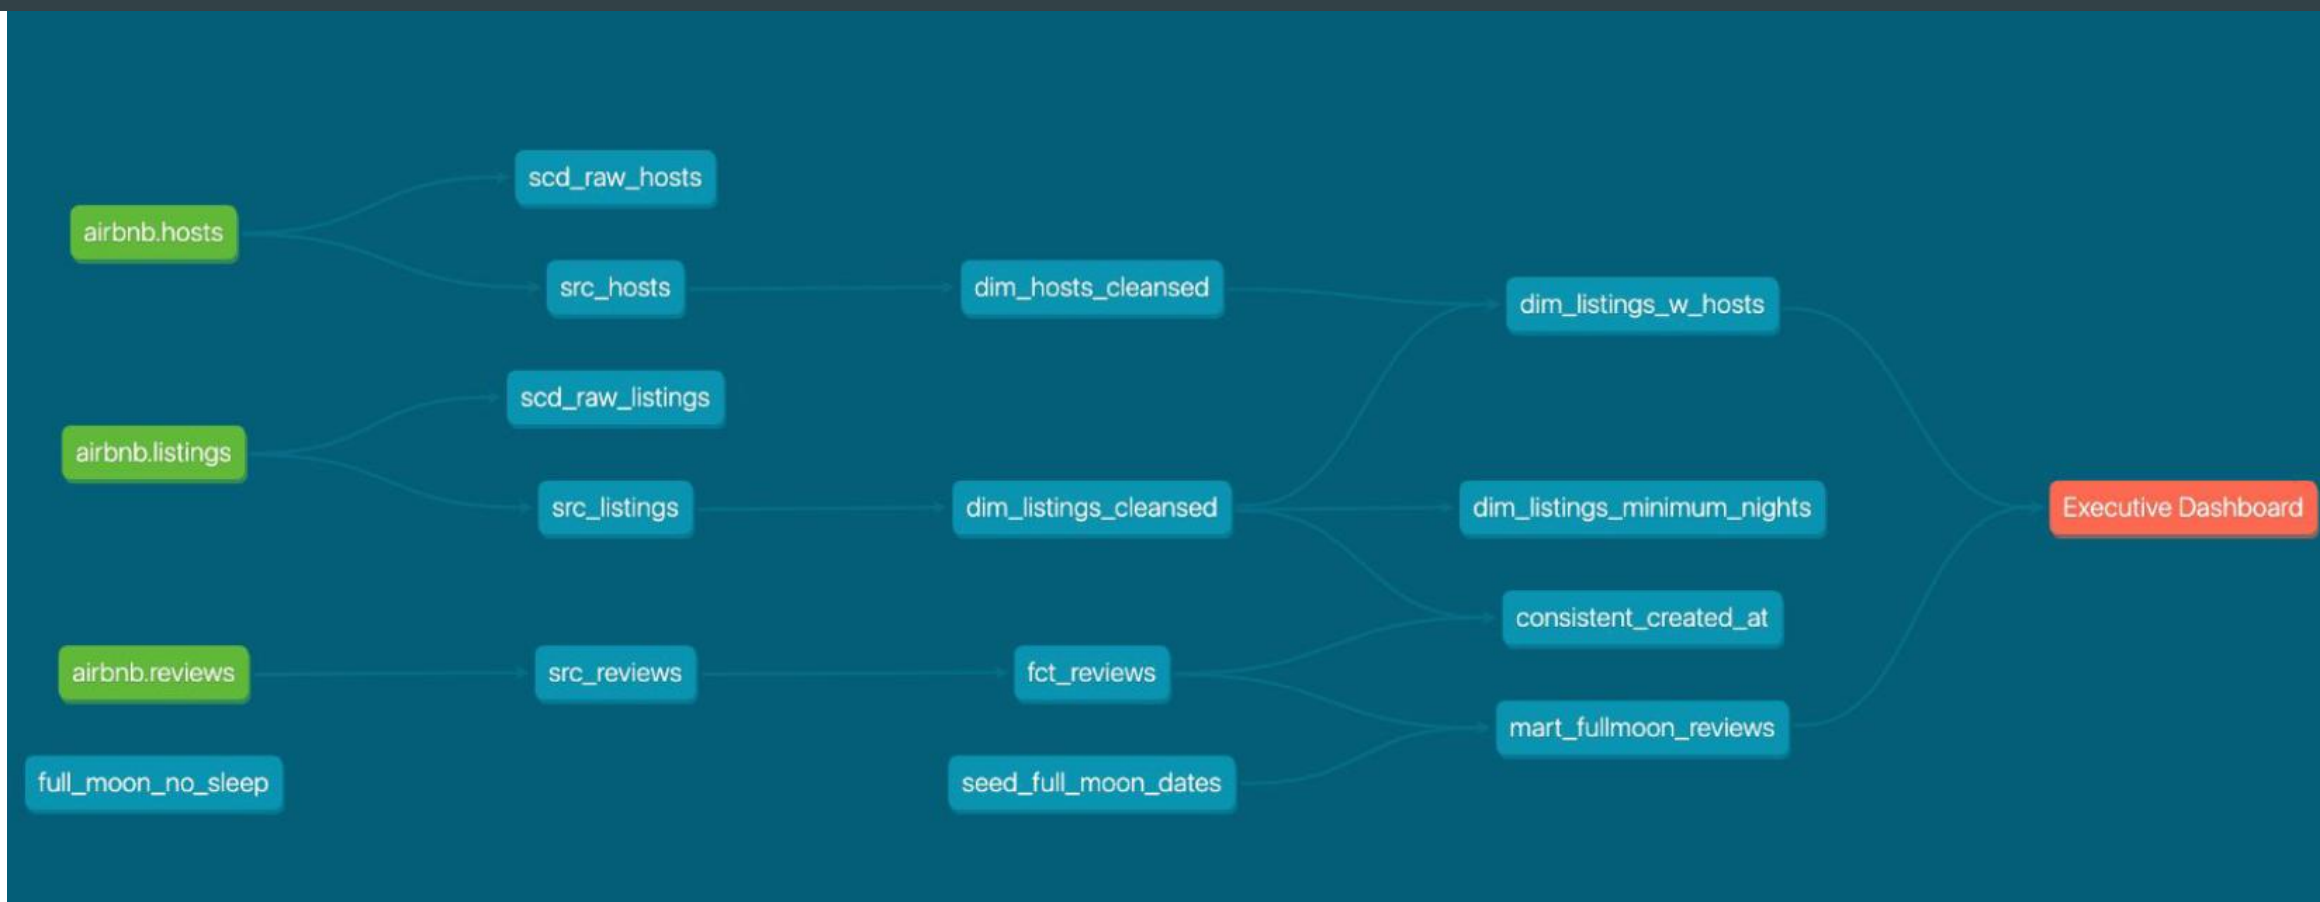 scd_raw_hosts
airbnb.hosts
src_hosts
dim_hosts_cleansed
dim_listings_w_hosts
scd_raw_listings
airbnb.listings
src_listings
dim_listings_cleansed
dim_listings_minimum_nights
Executive Dashboard
consistent_created_at
airbnb.reviews
src_reviews
fct_reviews
mart_fullmoon_reviews
full_moon_no_sleep
seed_full_moon_dates